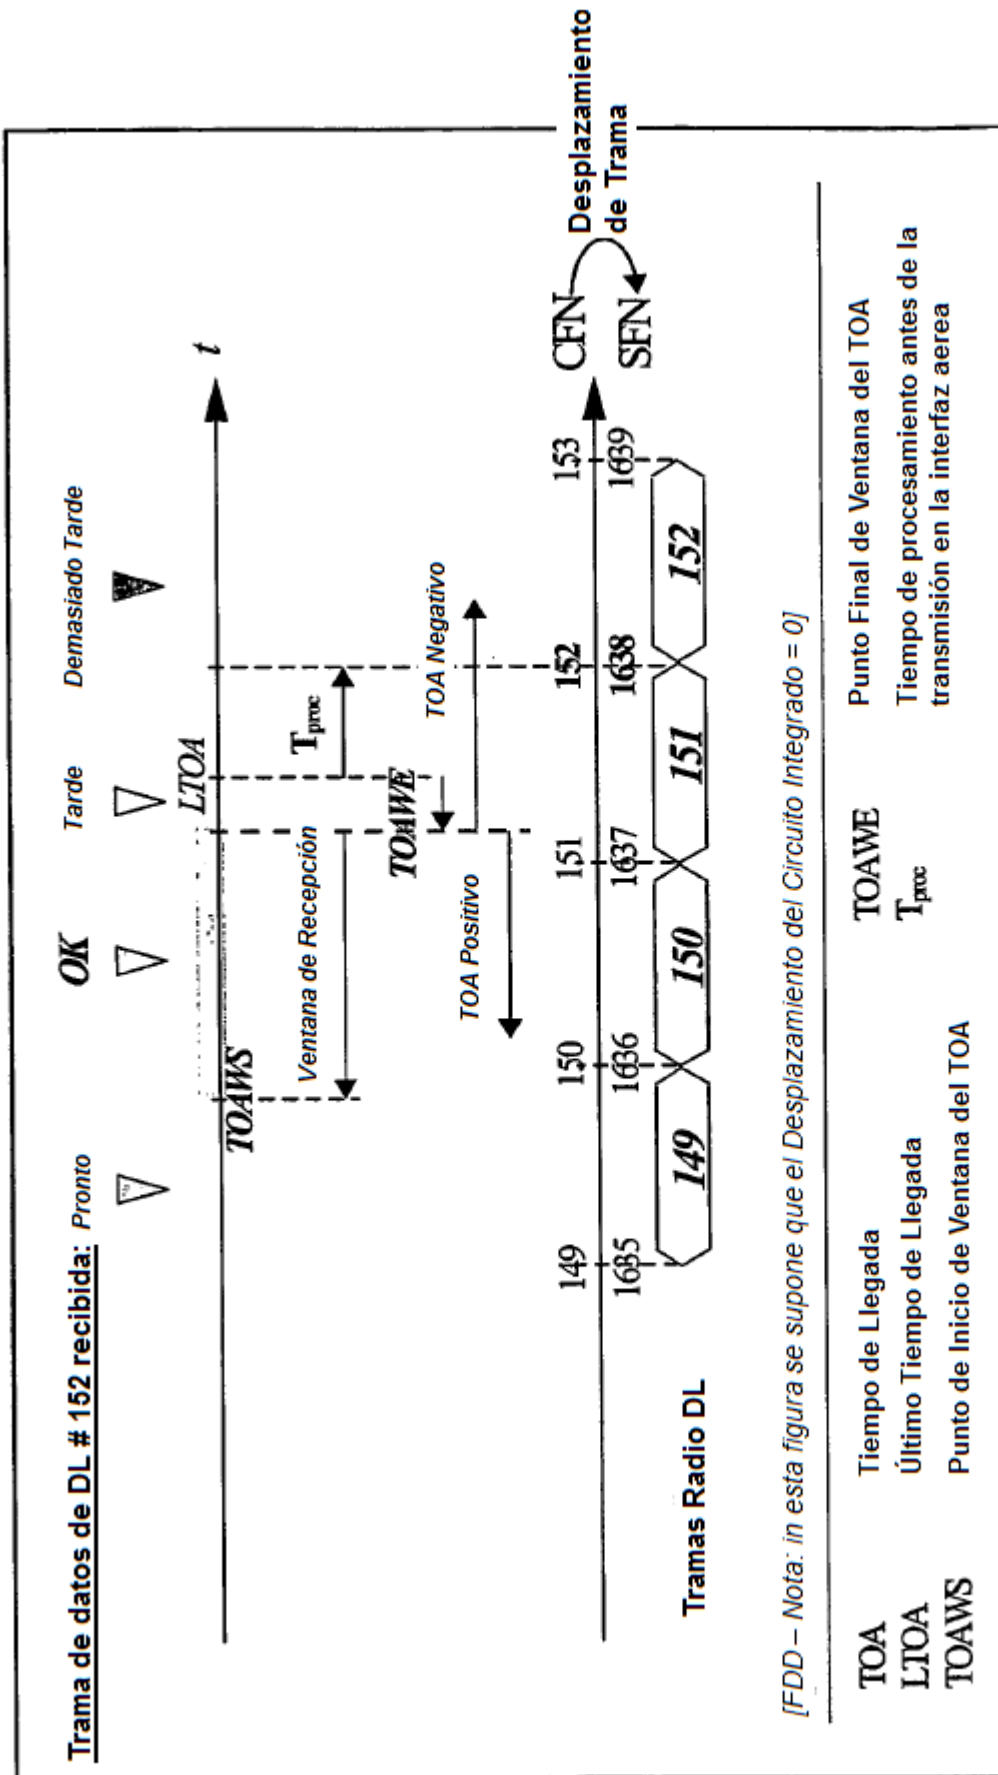 Trama de datos de DL # 152 recibida:
Pronto
OK
Tarde
Demasiado Tarde
LTOA
t
TOAWS
Ventana de Recepción
Tproc
TOAWE
TOA Positivo
TOA Negativo
149 150 151 152 153 CFN
1635 1636 1637 1638 1639 SFN
Desplazamiento
de Trama
Tramas Radio DL
149 150 151 152
[FDD – Nota: in esta figura se supone que el Desplazamiento del Circuito Integrado = 0]
TOA Tiempo de Llegada
LTOA Último Tiempo de Llegada
TOAWS Punto de Inicio de Ventana del TOA
TOAWE Punto Final de Ventana del TOA
Tproc Tiempo de procesamiento antes de la
transmisión en la interfaz aerea